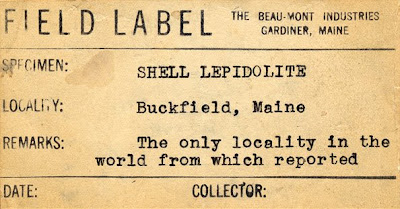 FIELD LABEL
THE BEAU-MONT INDUSTRIES
GARDINER, MAINE
SPECIMEN: SHELL LEPIDOLITE
LOCALITY: Buckfield, Maine
REMARKS: The only locality in the
world from which reported
DATE: COLLECTOR: